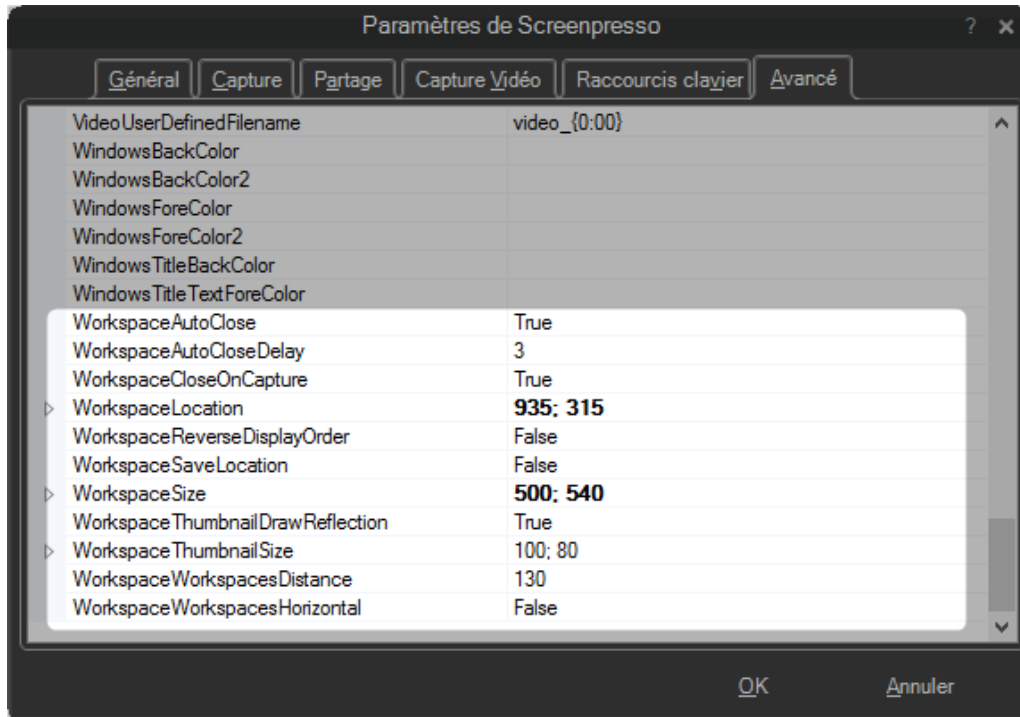 Paramètres de Screenpresso ? ×
Général Capture Partage Capture Vidéo Raccourcis clavier Avancé
VideoUserDefinedFilename video_{0:00}
WindowsBackColor
WindowsBackColor2
WindowsForeColor
WindowsForeColor2
WindowsTitleBackColor
WindowsTitleTextForeColor
WorkspaceAutoClose True
WorkspaceAutoCloseDelay 3
WorkspaceCloseOnCapture True
WorkspaceLocation 935; 315
WorkspaceReverseDisplayOrder False
WorkspaceSaveLocation False
WorkspaceSize 500; 540
WorkspaceThumbnailDrawReflection True
WorkspaceThumbnailSize 100; 80
WorkspaceWorkspacesDistance 130
WorkspaceWorkspacesHorizontal False
OK Annuler